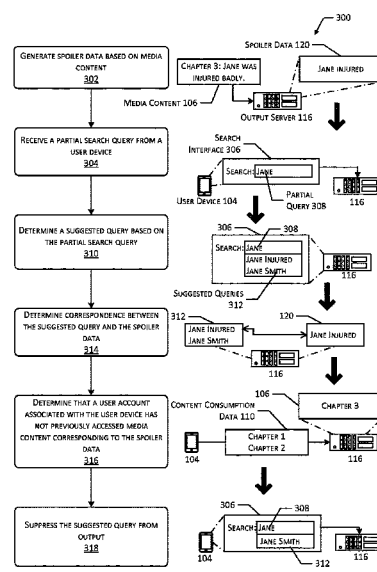 300
GENERATE SPOILER DATA BASED ON MEDIA
CONTENT
302
CHAPTER 3: JANE WAS
INJURED BADLY.
SPOILER DATA 120
JANE INJURED
MEDIA CONTENT 106
OUTPUT SERVER 116
RECEIVE A PARTIAL SEARCH QUERY FROM A
USER DEVICE
304
SEARCH
INTERFACE 306
SEARCH: JANE
USER DEVICE 104
PARTIAL
QUERY 308
116
DETERMINE A SUGGESTED QUERY BASED ON
THE PARTIAL SEARCH QUERY
310
306
308
SEARCH: JANE
JANE INJURED
JANE SMITH
SUGGESTED QUERIES
312
116
DETERMINE CORRESPONDENCE BETWEEN
THE SUGGESTED QUERY AND THE SPOILER
DATA
314
312
JANE INJURED
JANE SMITH
120
JANE INJURED
116
DETERMINE THAT A USER ACCOUNT
ASSOCIATED WITH THE USER DEVICE HAS
NOT PREVIOUSLY ACCESSED MEDIA
CONTENT CORRESPONDING TO THE SPOILER
DATA
316
106
CHAPTER 3
CONTENT CONSUMPTION
DATA 110
CHAPTER 1
CHAPTER 2
104
116
SUPPRESS THE SUGGESTED QUERY FROM
OUTPUT
318
306
308
SEARCH: JANE
JANE SMITH
104
312
116